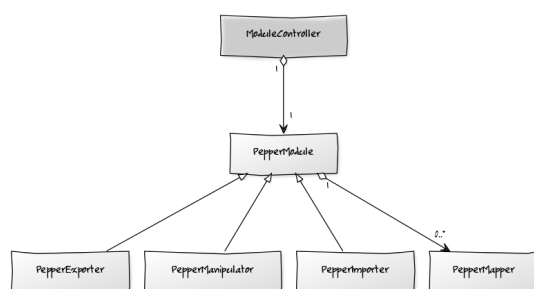 ModuleController
1
1
PepperModule
1
0..*
PepperExporter
PepperManipulator
PepperImporter
PepperMapper